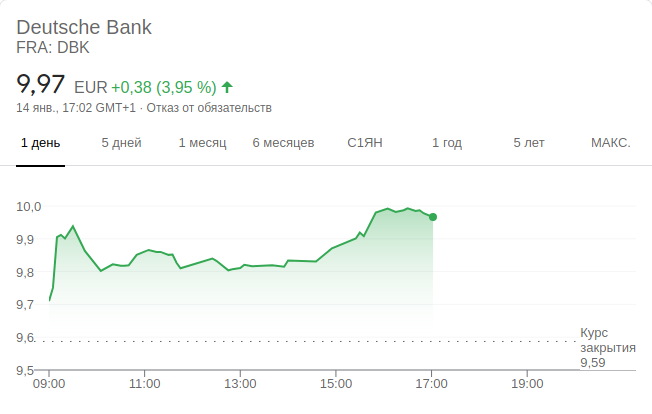 Deutsche Bank
FRA: DBK
9,97 EUR +0,38 (3,95 %)
14 янв., 17:02 GMT+1 · Отказ от обязательств
1 день 5 дней 1 месяц 6 месяцев С1ЯН 1 год 5 лет МАКС.
10,0
9,9
9,8
9,7
9,6
Курс
закрытия
9,59
9,5
09:00 11:00 13:00 15:00 17:00 19:00